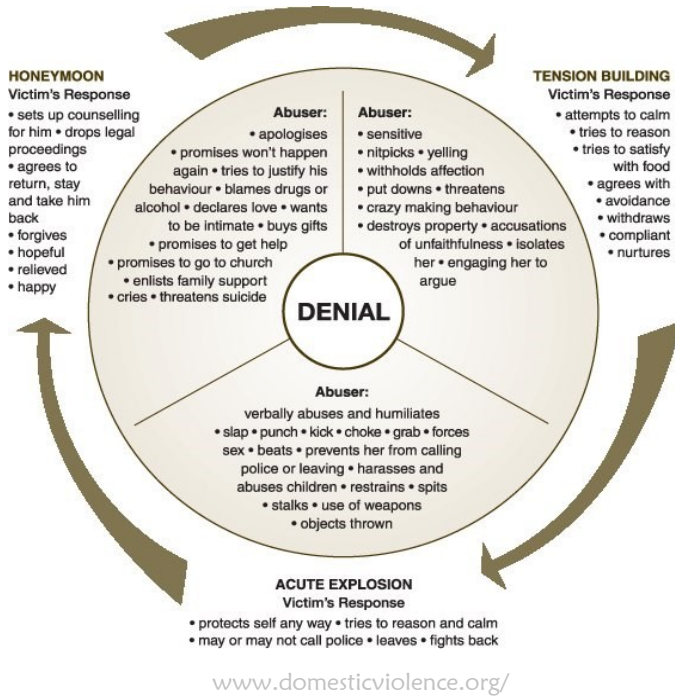 HONEYMOON
Victim's Response
• sets up counselling
for him • drops legal
proceedings
• agrees to
return, stay
and take him
back
• forgives
• hopeful
• relieved
• happy
Abuser:
• apologises
• promises won't happen
again • tries to justify his
behaviour • blames drugs or
alcohol • declares love • wants
to be intimate • buys gifts
• promises to get help
• promises to go to church
• enlists family support
• cries • threatens suicide
Abuser:
• sensitive
• nitpicks • yelling
• withholds affection
• put downs • threatens
• crazy making behaviour
• destroys property • accusations
of unfaithfulness • isolates
her • engaging her to
argue
TENSION BUILDING
Victim's Response
• attempts to calm
• tries to reason
• tries to satisfy
with food
• agrees with
• avoidance
• withdraws
• compliant
• nurtures
DENIAL
Abuser:
verbally abuses and humiliates
• slap • punch • kick • choke • grab • forces
sex • beats • prevents her from calling
police or leaving • harasses and
abuses children • restrains • spits
• stalks • use of weapons
• objects thrown
ACUTE EXPLOSION
Victim's Response
• protects self any way • tries to reason and calm
• may or may not call police • leaves • fights back
www.domesticviolence.org/